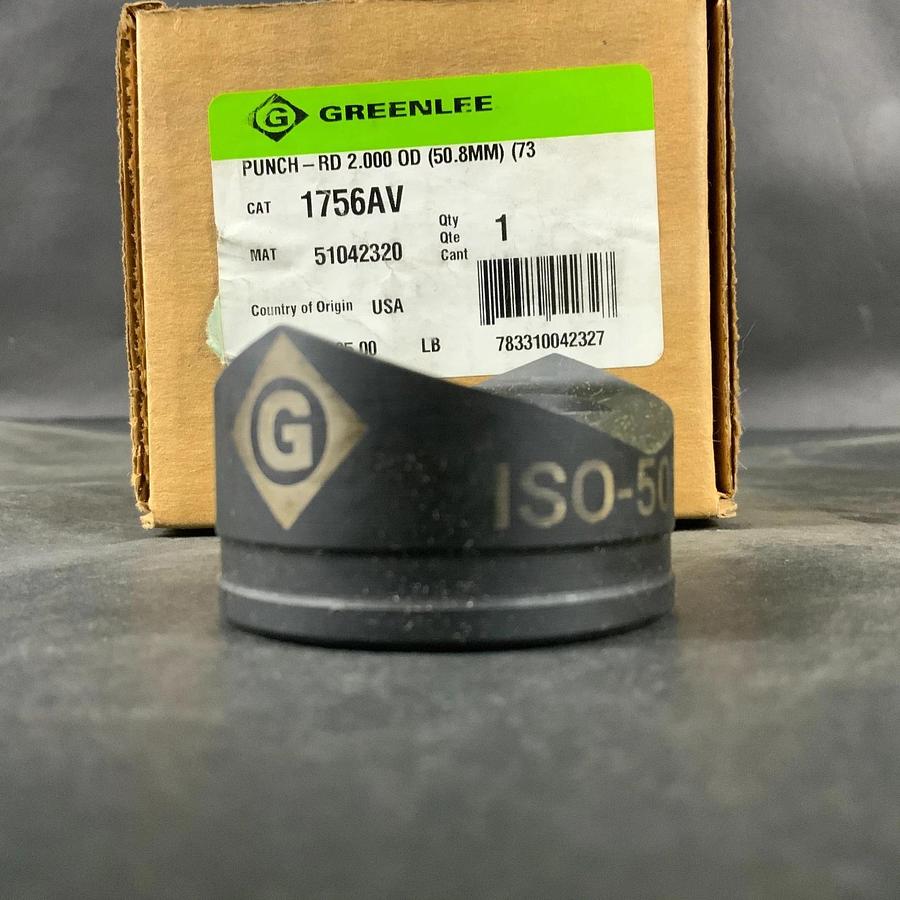 G GREENLEE
PUNCH-RD 2.000 OD (50.8MM) (73
CAT 1756AV
Qty
Qte 1
Cant
MAT 51042320
Country of Origin USA
.00 LB 783310042327
G
ISO-50